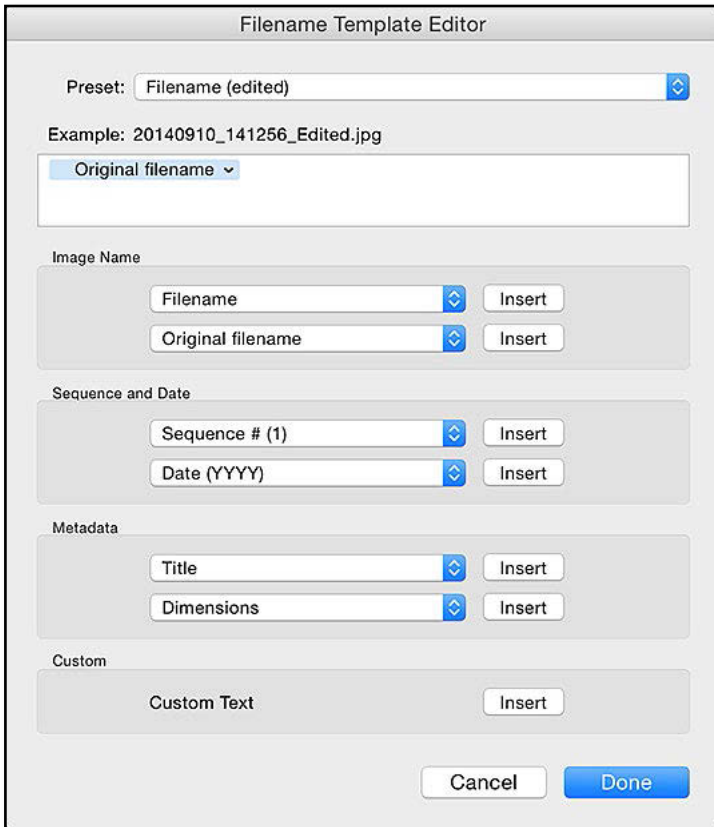 Filename Template Editor
Preset: Filename (edited)
Example: 20140910_141256_Edited.jpg
Original filename
Image Name
Filename Insert
Original filename Insert
Sequence and Date
Sequence # (1) Insert
Date (YYYY) Insert
Metadata
Title Insert
Dimensions Insert
Custom
Custom Text Insert
Cancel Done